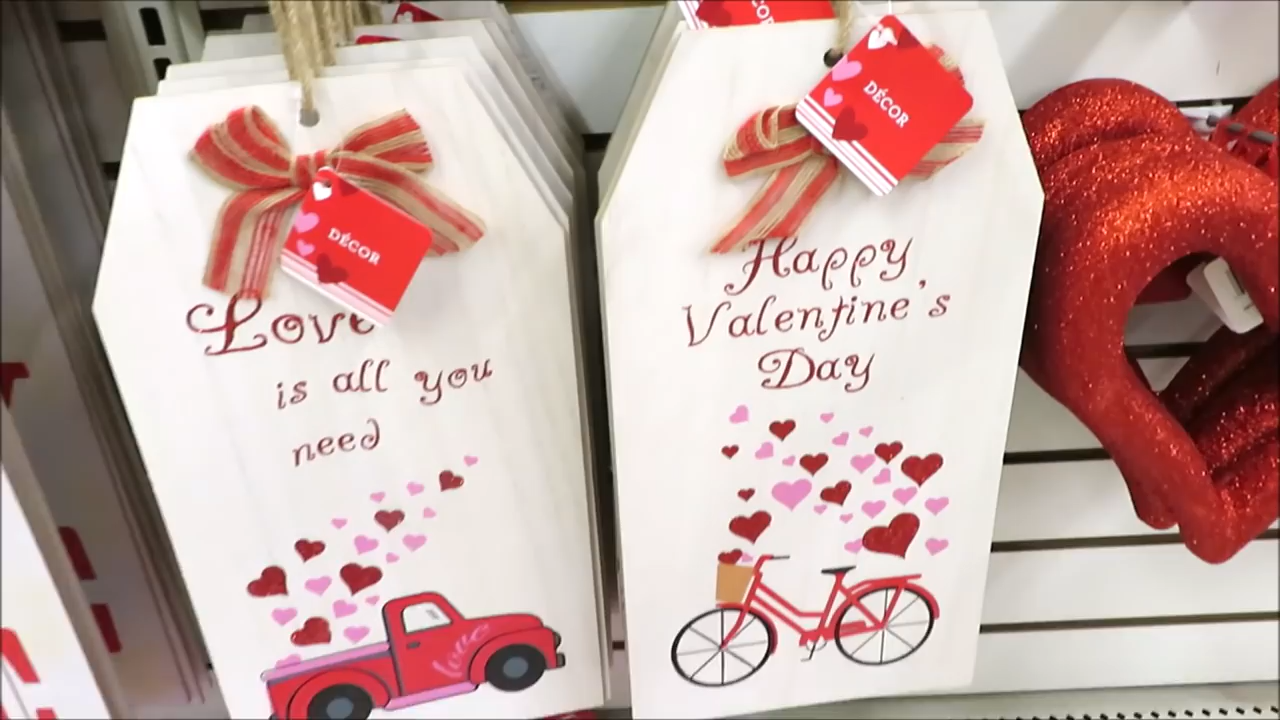 DÉCOR
Love
is all you
need
love
DÉCOR
Happy
Valentine's
Day